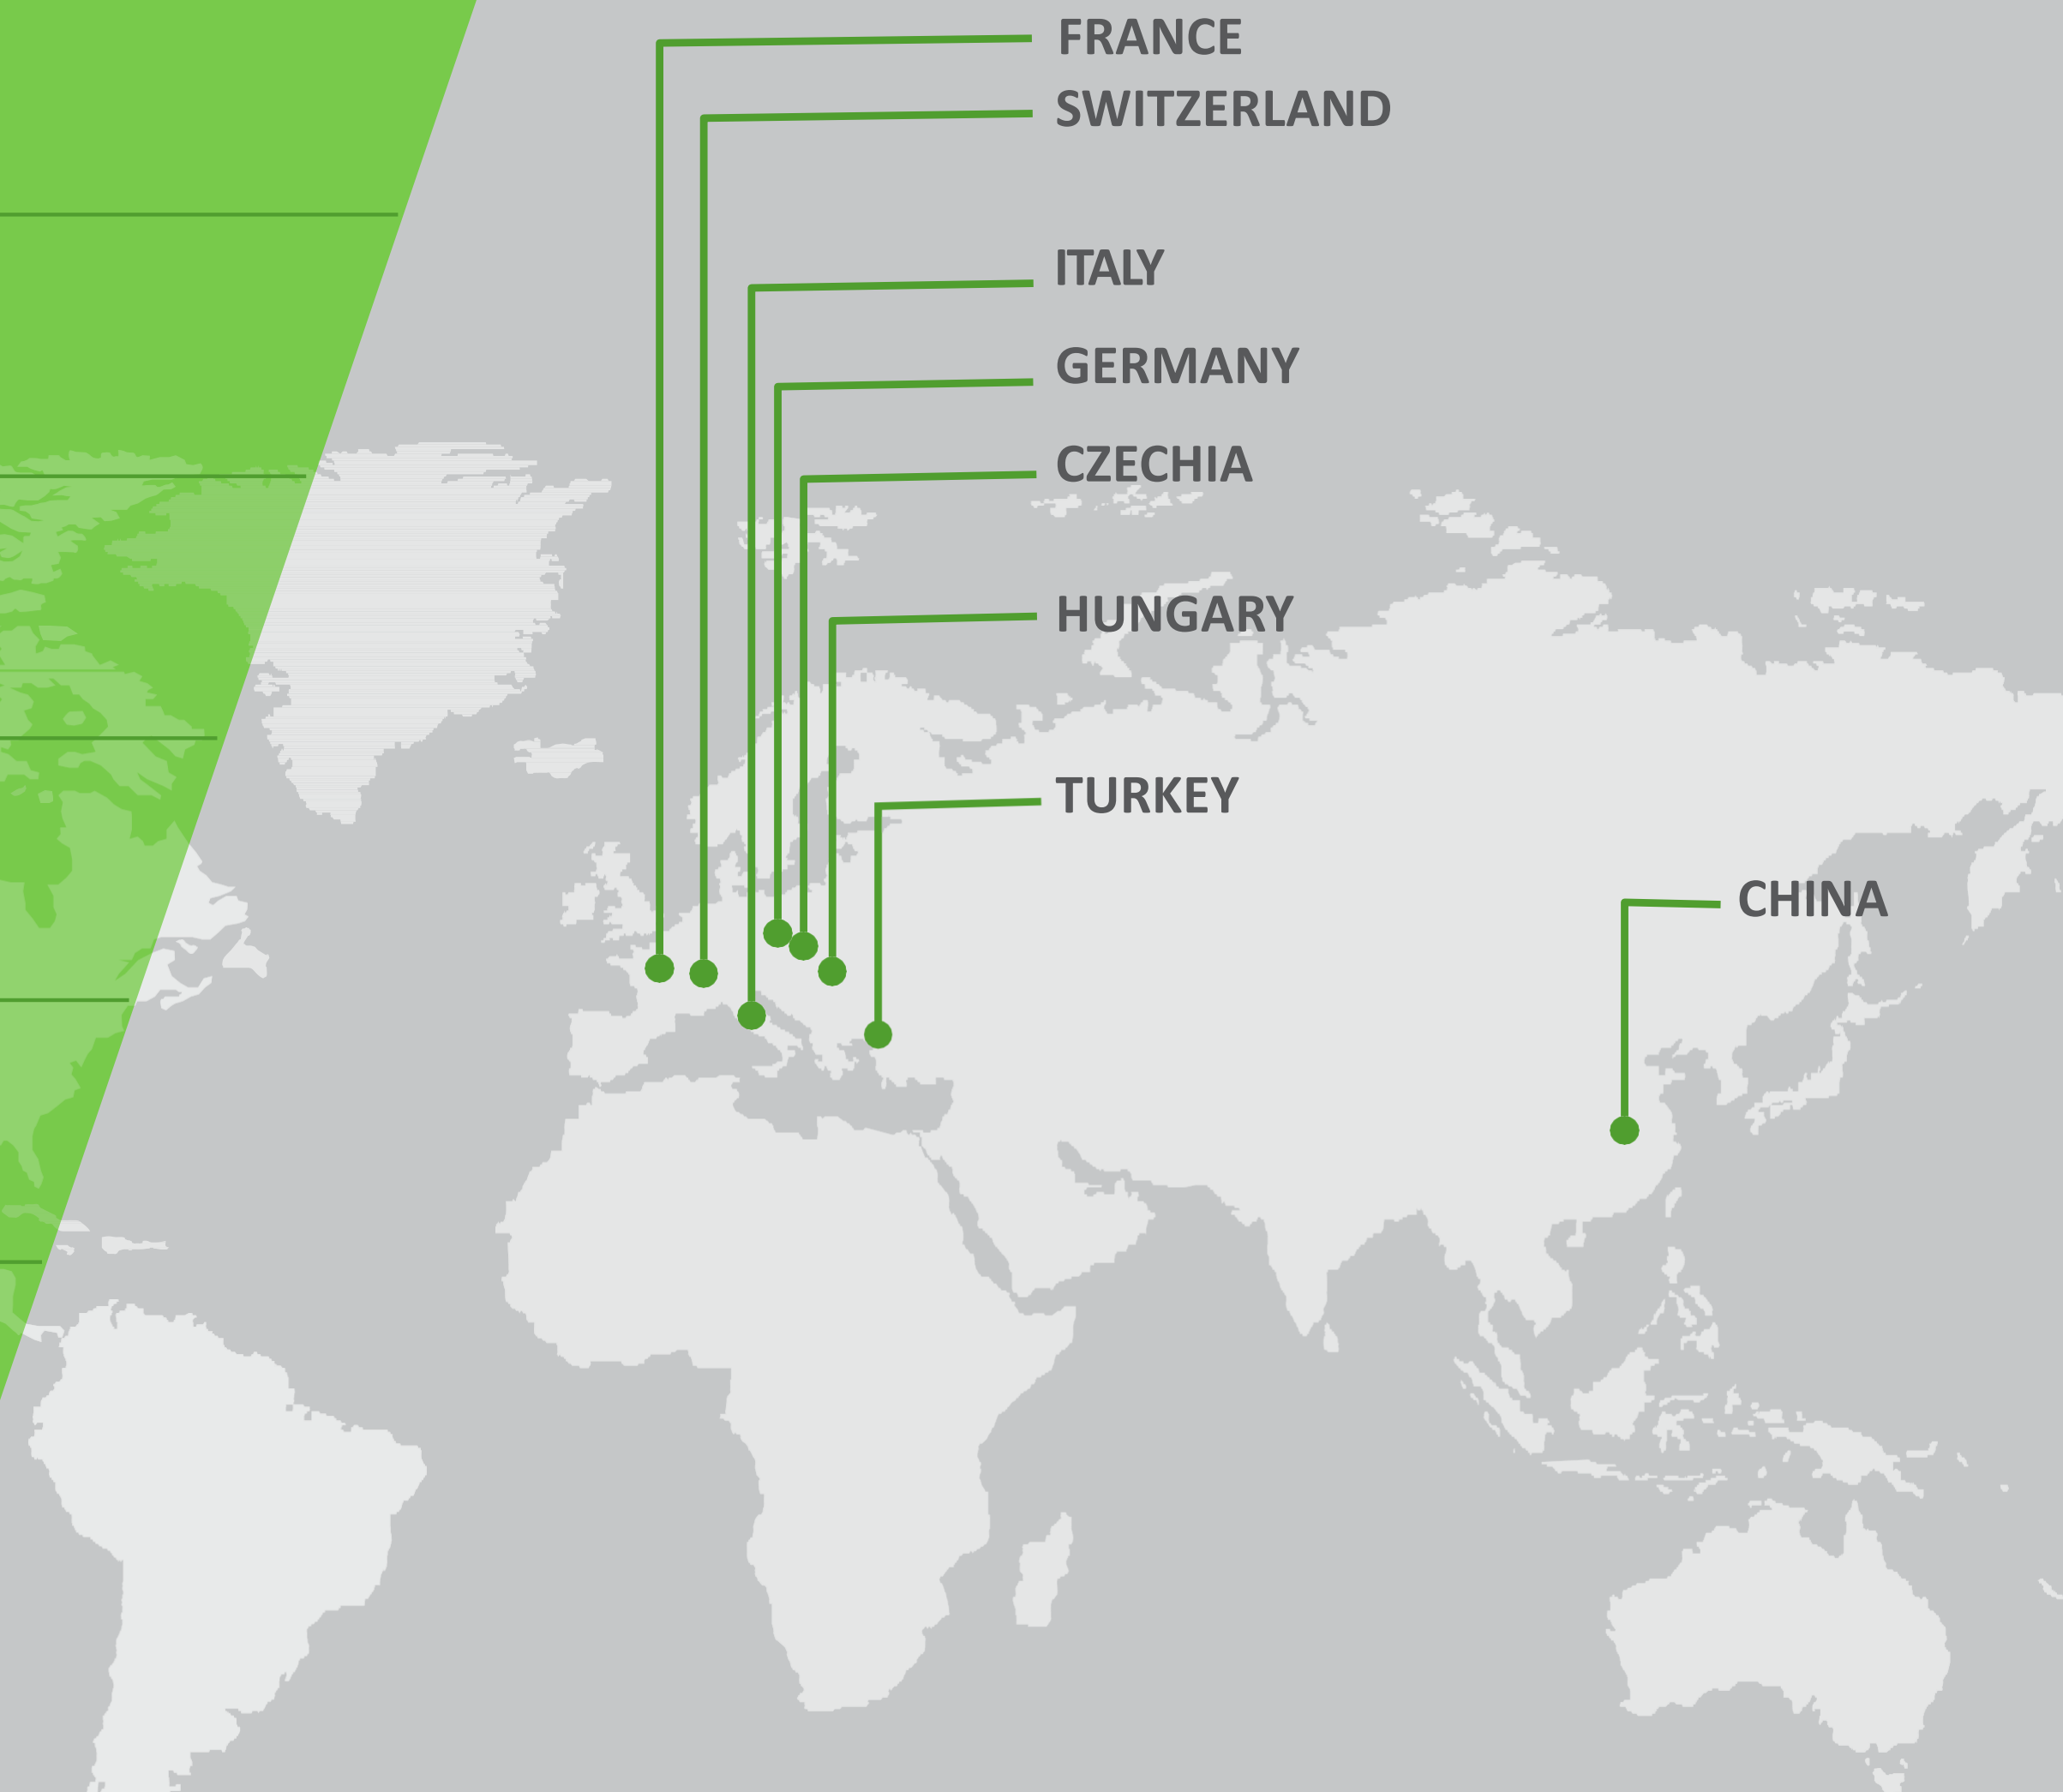 FRANCE
SWITZERLAND
ITALY
GERMANY
CZECHIA
HUNGARY
TURKEY
CHINA